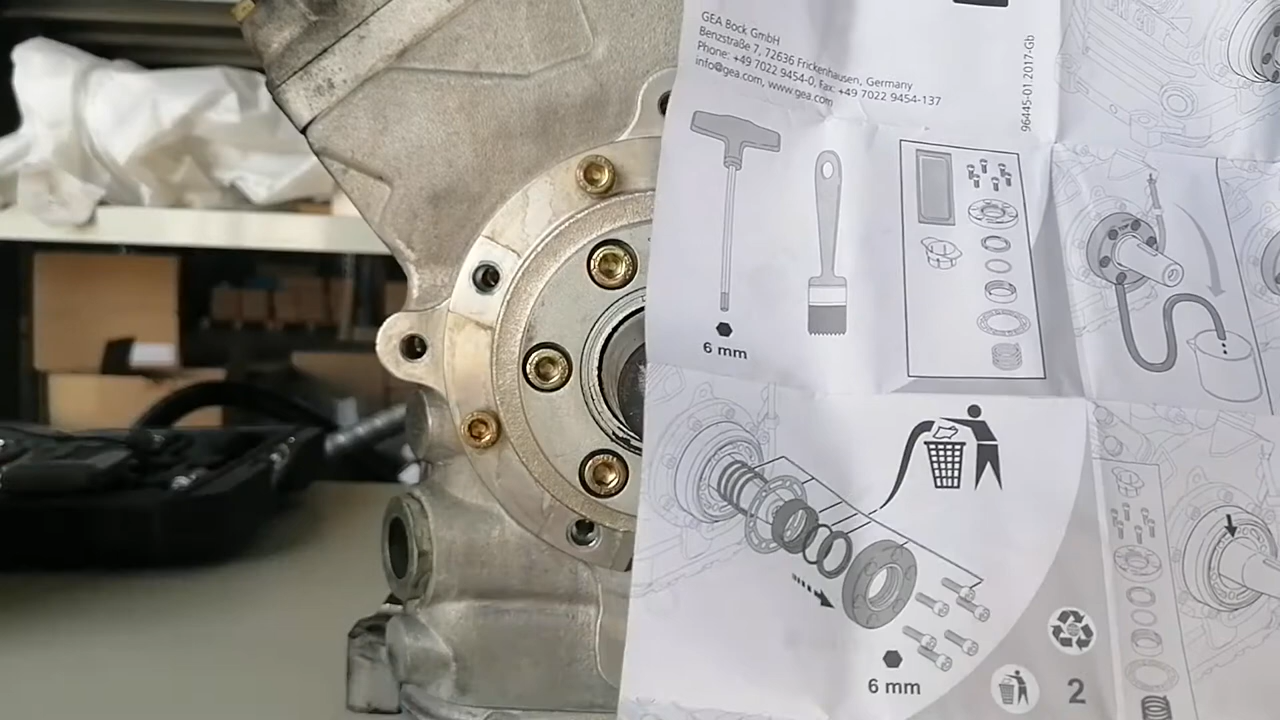 GEA Bock GmbH
Benzstraße 7, 72636 Frickenhausen, Germany
Phone: +49 7022 9454-0, Fax: +49 7022 9454-137
info@gea.com, www.gea.com
96445-01.2017-Gb
6 mm
6 mm
2